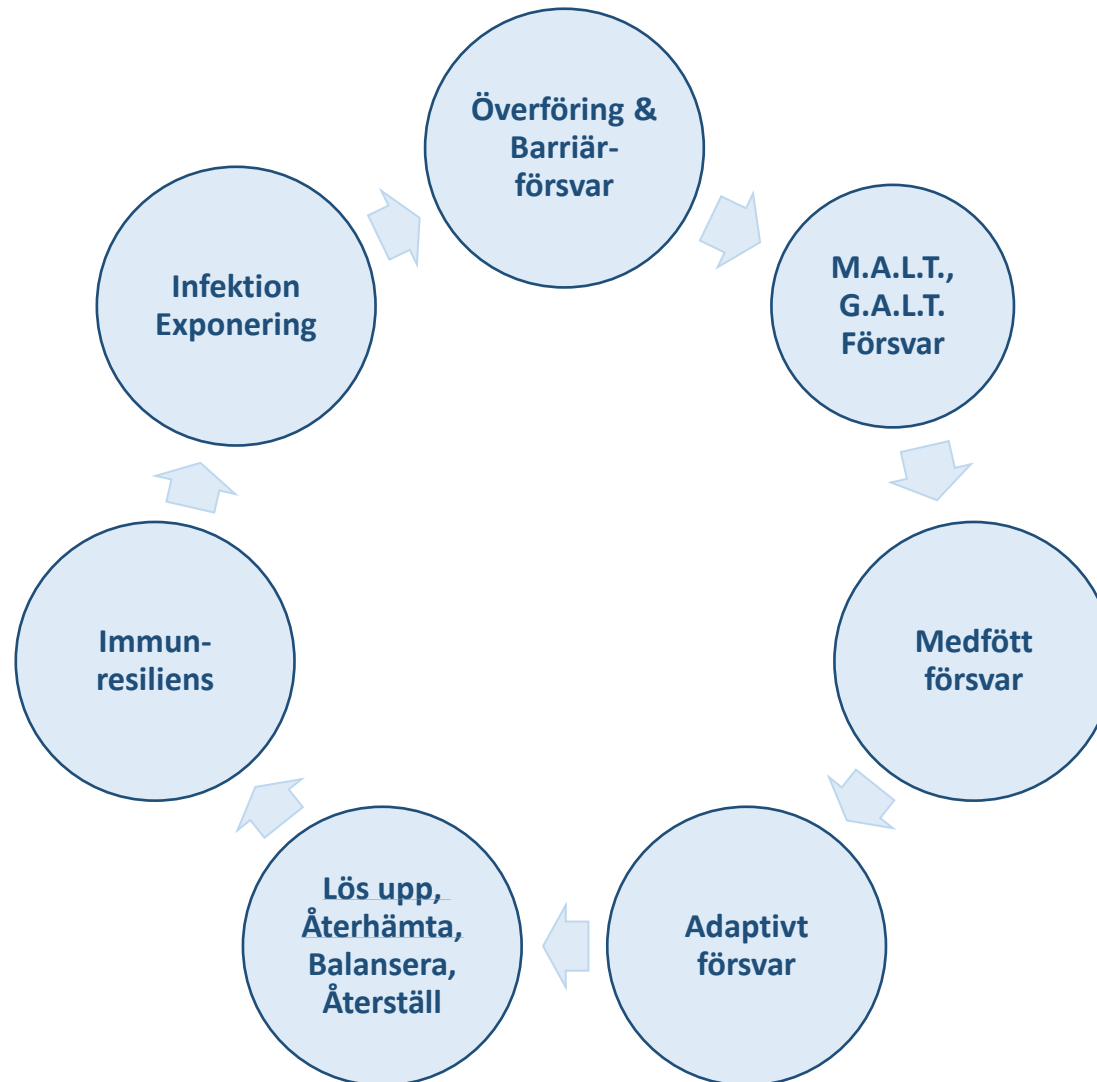 Överföring &
Barriär-
försvar
M.A.L.T.,
G.A.L.T.
Försvar
Medfött
försvar
Adaptivt
försvar
Lös upp,
Återhämta,
Balansera,
Återställ
Immun-
resiliens
Infektion
Exponering